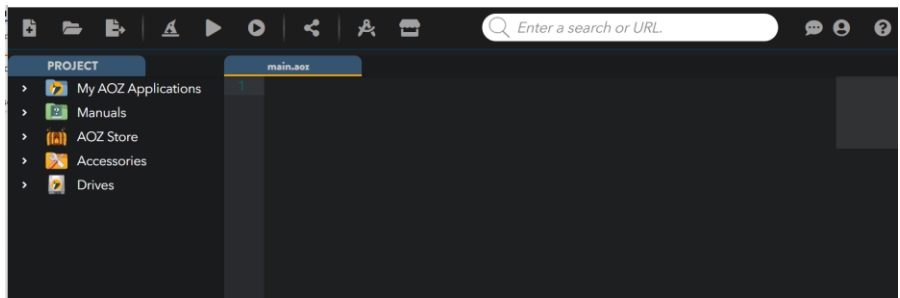 Enter a search or URL.
PROJECT
main.aoz
1
My AOZ Applications
Manuals
AOZ Store
Accessories
Drives